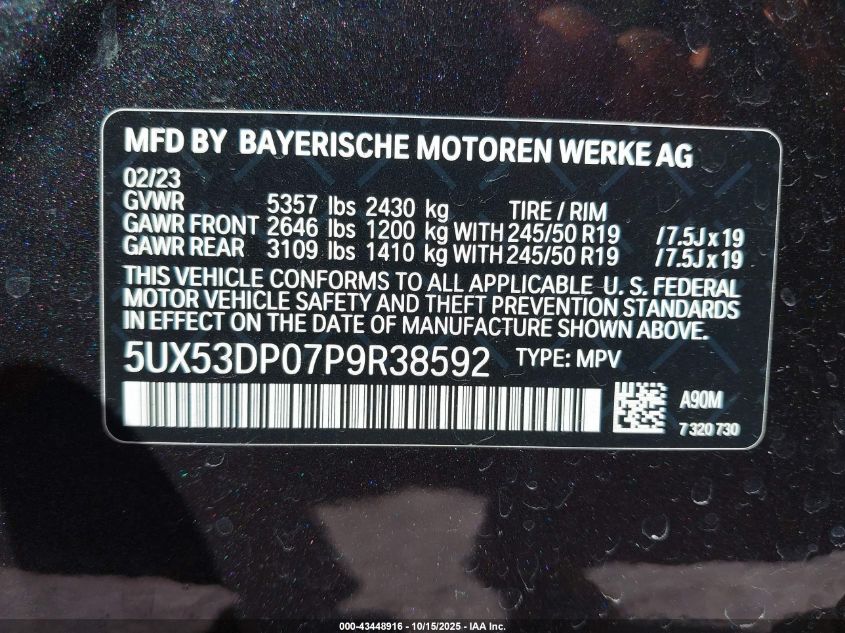 MFD BY BAYERISCHE MOTOREN WERKE AG
02/23
GVWR 5357 lbs 2430 kg TIRE / RIM
GAWR FRONT 2646 lbs 1200 kg WITH 245/50 R19 /7.5J x 19
GAWR REAR 3109 lbs 1410 kg WITH 245/50 R19 /7.5J x 19
THIS VEHICLE CONFORMS TO ALL APPLICABLE U. S. FEDERAL
MOTOR VEHICLE SAFETY AND THEFT PREVENTION STANDARDS
IN EFFECT ON THE DATE OF MANUFACTURE SHOWN ABOVE.
5UX53DP07P9R38592 TYPE: MPV
A90M
7 320 730
000-43448916 - 10/15/2025 - IAA Inc.